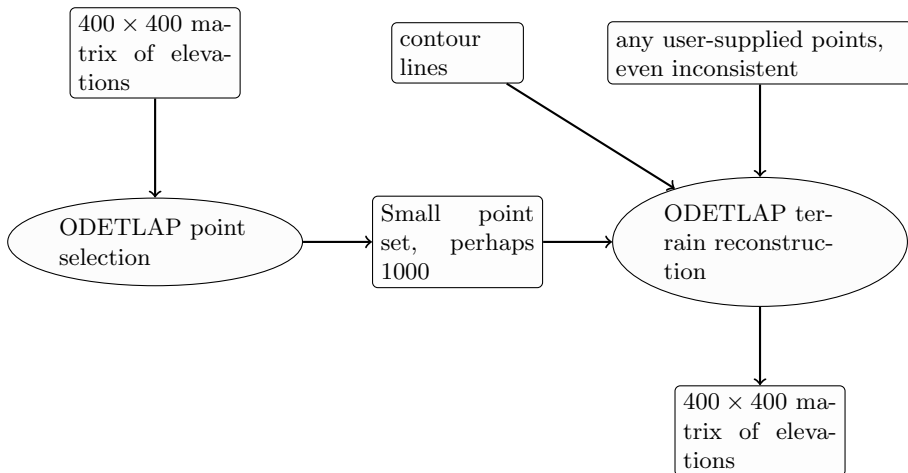 400 × 400 ma-
trix of eleva-
tions
contour
lines
any user-supplied points,
even inconsistent
ODETLAP point
selection
Small point
set, perhaps
1000
ODETLAP ter-
rain reconstruc-
tion
400 × 400 ma-
trix of eleva-
tions